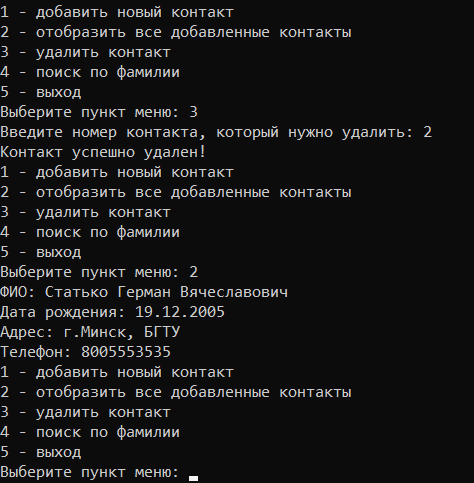 1 - добавить новый контакт
2 - отобразить все добавленные контакты
3 - удалить контакт
4 - поиск по фамилии
5 - выход
Выберите пункт меню: 3
Введите номер контакта, который нужно удалить: 2
Контакт успешно удален!
1 - добавить новый контакт
2 - отобразить все добавленные контакты
3 - удалить контакт
4 - поиск по фамилии
5 - выход
Выберите пункт меню: 2
ФИО: Статько Герман Вячеславович
Дата рождения: 19.12.2005
Адрес: г.Минск, БГТУ
Телефон: 8005553535
1 - добавить новый контакт
2 - отобразить все добавленные контакты
3 - удалить контакт
4 - поиск по фамилии
5 - выход
Выберите пункт меню: